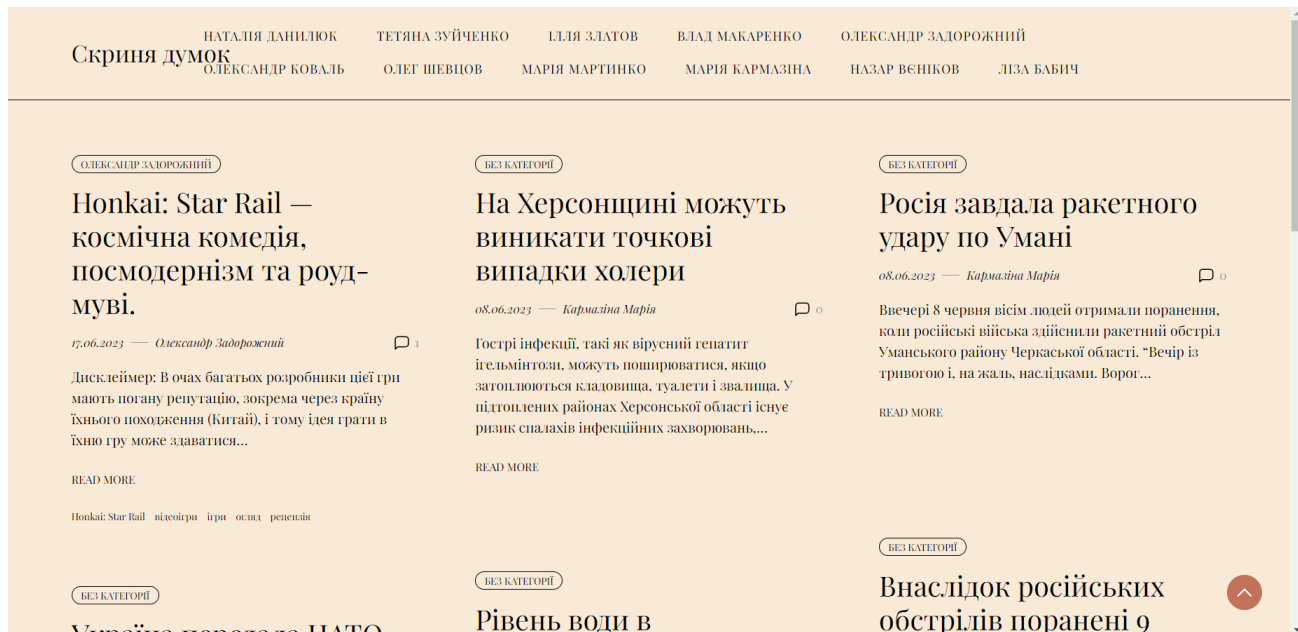 Скриня думок
НАТАЛІЯ ДАНИЛЮК ТЕТЯНА ЗУЙЧЕНКО ІЛЛЯ ЗЛАТОВ ВЛАД МАКАРЕНКО ОЛЕКСАНДР ЗАДОРОЖНИЙ
ОЛЕКСАНДР КОВАЛЬ ОЛЕГ ШЕВЦОВ МАРІЯ МАРТИНКО МАРІЯ КАРМАЗІНА НАЗАР ВЄНІКОВ ЛІЗА БАБИЧ
ОЛЕКСАНДР ЗАДОРОЖНИЙ
Honkai: Star Rail —
космічна комедія,
посмодернізм та роуд-
муві.
17.06.2023 — Олександр Задорожний 1
Дисклеймер: В очах багатьох розробники цієї гри
мають погану репутацію, зокрема через країну
їхнього походження (Китай), і тому ідея грати в
їхню гру може здаватися...
READ MORE
Honkai: Star Rail відеоігри ігри огляд рецензія
БЕЗ КАТЕГОРІЇ
На Херсонщині можуть
виникати точкові
випадки холери
08.06.2023 — Кармазіна Марія 0
Гострі інфекції, такі як вірусний гепатит
ігельмінтози, можуть поширюватися, якщо
затоплюються кладовища, туалети і звалища. У
підтоплених районах Херсонської області існує
ризик спалахів інфекційних захворювань,...
READ MORE
БЕЗ КАТЕГОРІЇ
Росія завдала ракетного
удару по Умані
08.06.2023 — Кармазіна Марія 0
Ввечері 8 червня вісім людей отримали поранення,
коли російські війська здійснили ракетний обстріл
Уманського району Черкаської області. “Вечір із
тривогою і, на жаль, наслідками. Ворог...
READ MORE
БЕЗ КАТЕГОРІЇ
Україна передала НАТО
БЕЗ КАТЕГОРІЇ
Рівень води в
БЕЗ КАТЕГОРІЇ
Внаслідок російських
обстрілів поранені 9